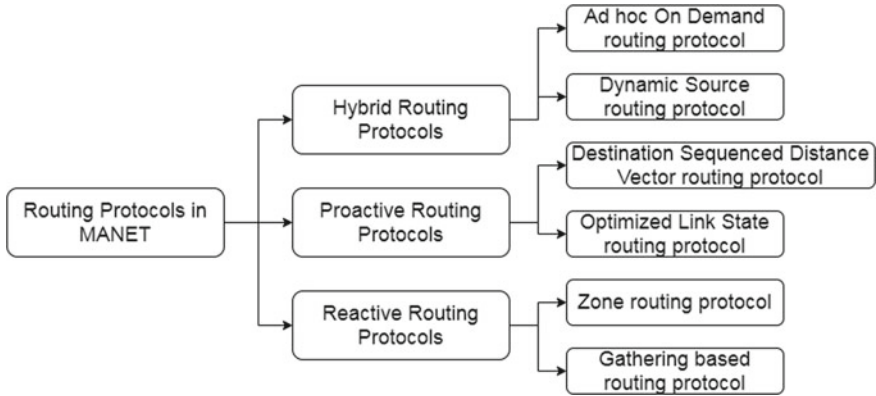 Routing Protocols in
MANET
Hybrid Routing
Protocols
Proactive Routing
Protocols
Reactive Routing
Protocols
Ad hoc On Demand
routing protocol
Dynamic Source
routing protocol
Destination Sequenced Distance
Vector routing protocol
Optimized Link State
routing protocol
Zone routing protocol
Gathering based
routing protocol